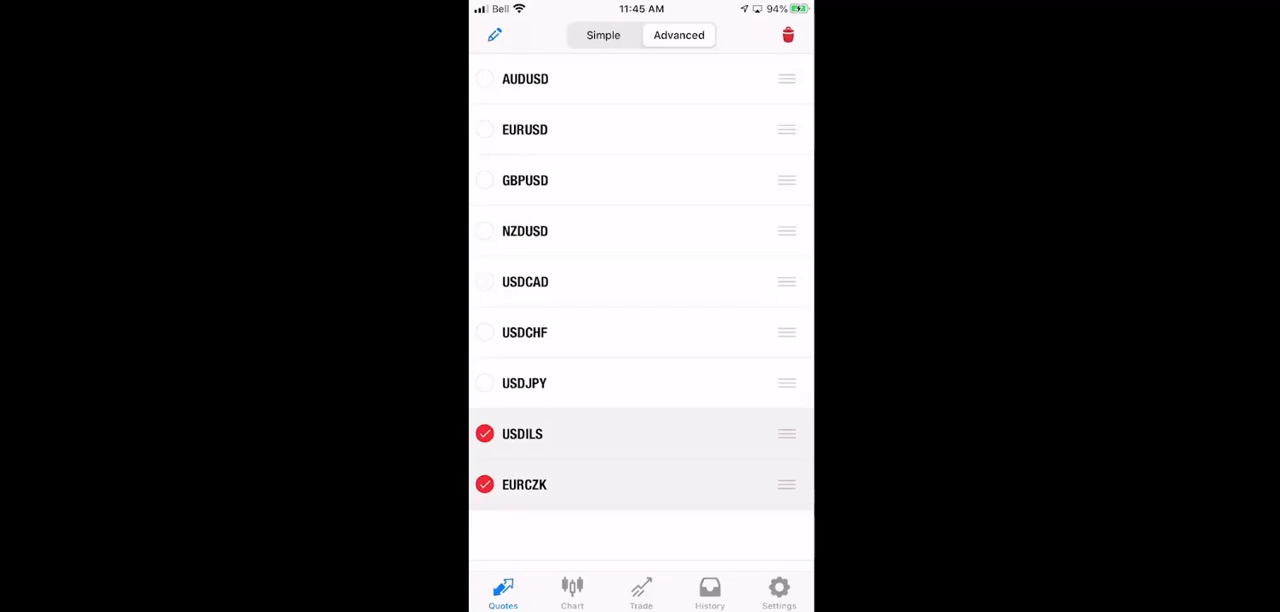 Bell 11:45 AM 94%
Simple Advanced
AUDUSD
EURUSD
GBPUSD
NZDUSD
USDCAD
USDCHF
USDJPY
USDILS
EURCZK
Quotes Chart Trade History Settings